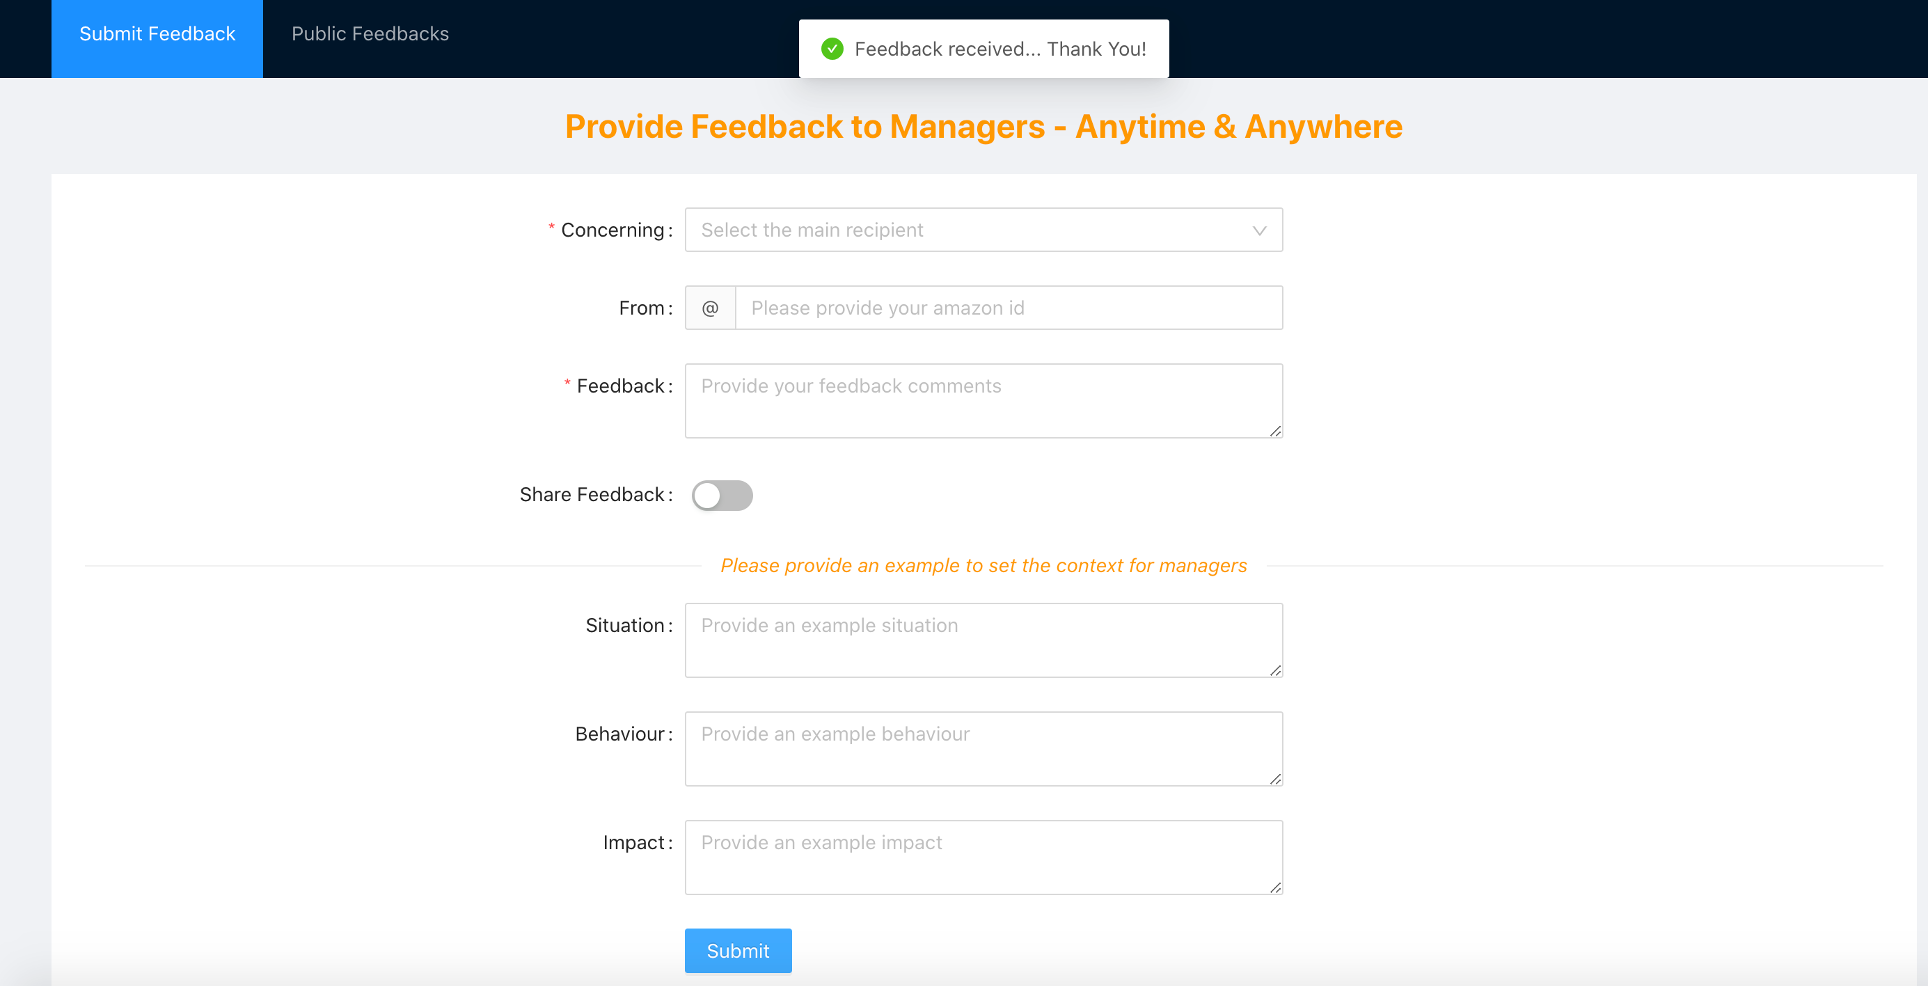 Submit Feedback
Public Feedbacks
Feedback received... Thank You!
Provide Feedback to Managers - Anytime & Anywhere
* Concerning: Select the main recipient
From: @ Please provide your amazon id
* Feedback: Provide your feedback comments
Share Feedback:
Please provide an example to set the context for managers
Situation: Provide an example situation
Behaviour: Provide an example behaviour
Impact: Provide an example impact
Submit